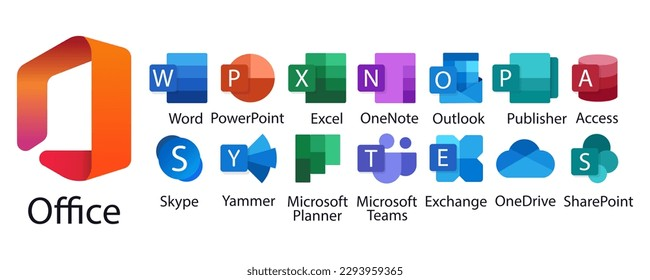 W P X N O P A
Word PowerPoint Excel OneNote Outlook Publisher Access
S Y T E S
Skype Yammer Microsoft Planner Microsoft Teams Exchange OneDrive SharePoint
Office
shutterstock.com · 2293959365